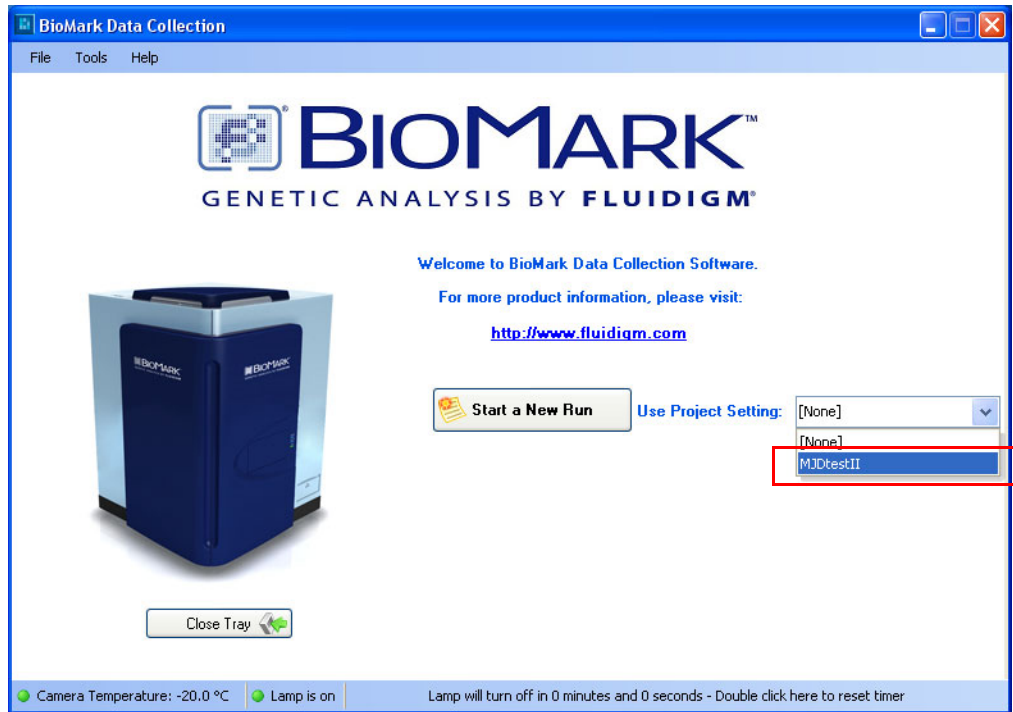 BioMark Data Collection
File Tools Help
BIOMARK™
GENETIC ANALYSIS BY FLUIDIGM®
Welcome to BioMark Data Collection Software.
For more product information, please visit:
http://www.fluidigm.com
BIOMARK
BIOMARK
Start a New Run Use Project Setting: [None]
[None]
MJDtestII
Close Tray
Camera Temperature: -20.0 °C Lamp is on Lamp will turn off in 0 minutes and 0 seconds - Double click here to reset timer